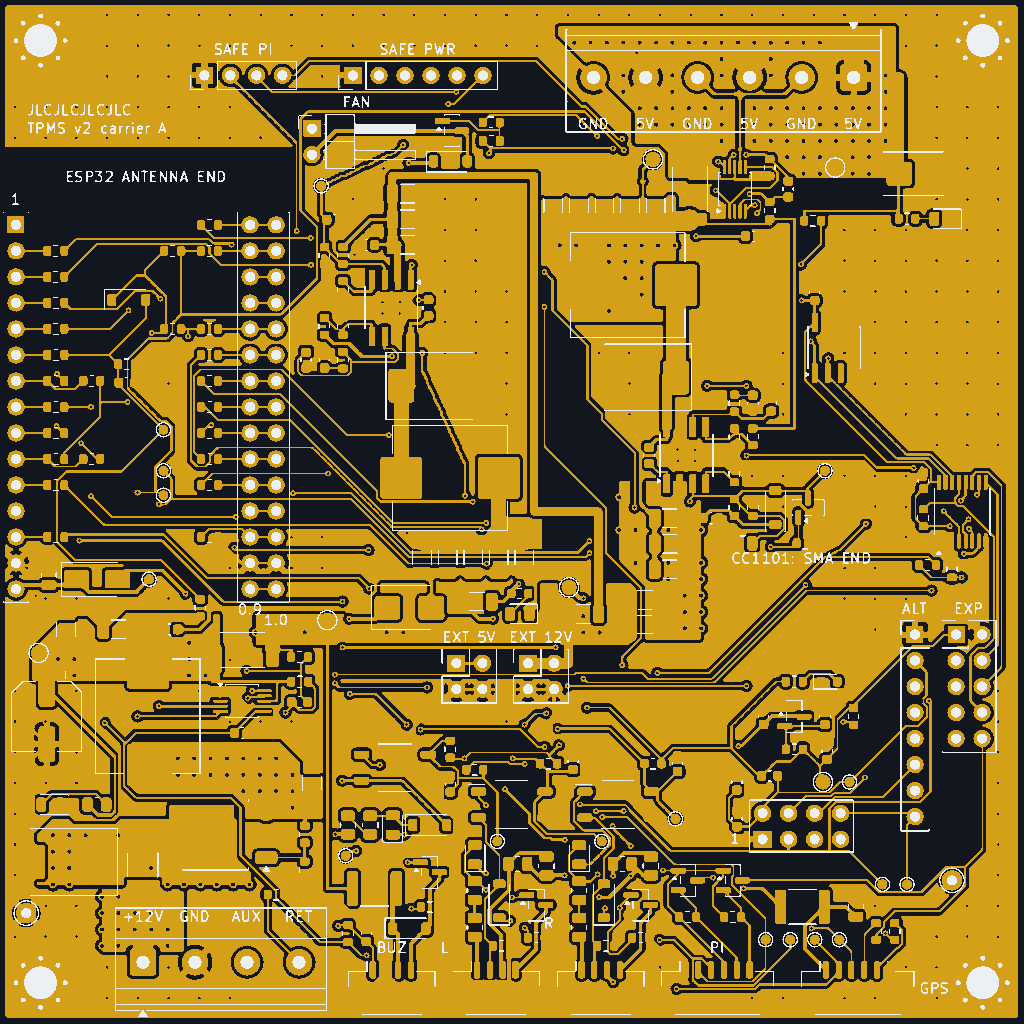 SAFE PI SAFE PWR
FAN
JLCJLCJLCJLC
TPMS v2 carrier A
GND 5V GND 5V GND 5V
ESP32 ANTENNA END
1
CC1101: SMA END
0.9
1.0
ALT EXP
EXT 5V EXT 12V
1
+12V GND AUX RET
BUZ L R PI
GPS